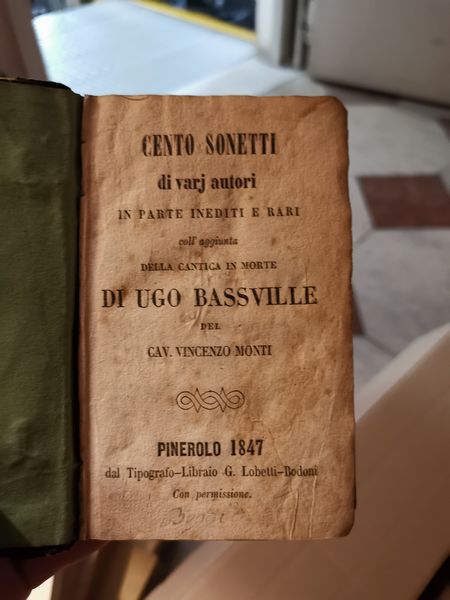 CENTO SONETTI
di varj autori
IN PARTE INEDITI E RARI
coll' aggiunta
DELLA CANTICA IN MORTE
DI UGO BASSVILLE
DEL
CAV. VINCENZO MONTI
PINEROLO 1847
dal Tipografo-Libraio G. Lobetti-Bodoni
Con permissione.